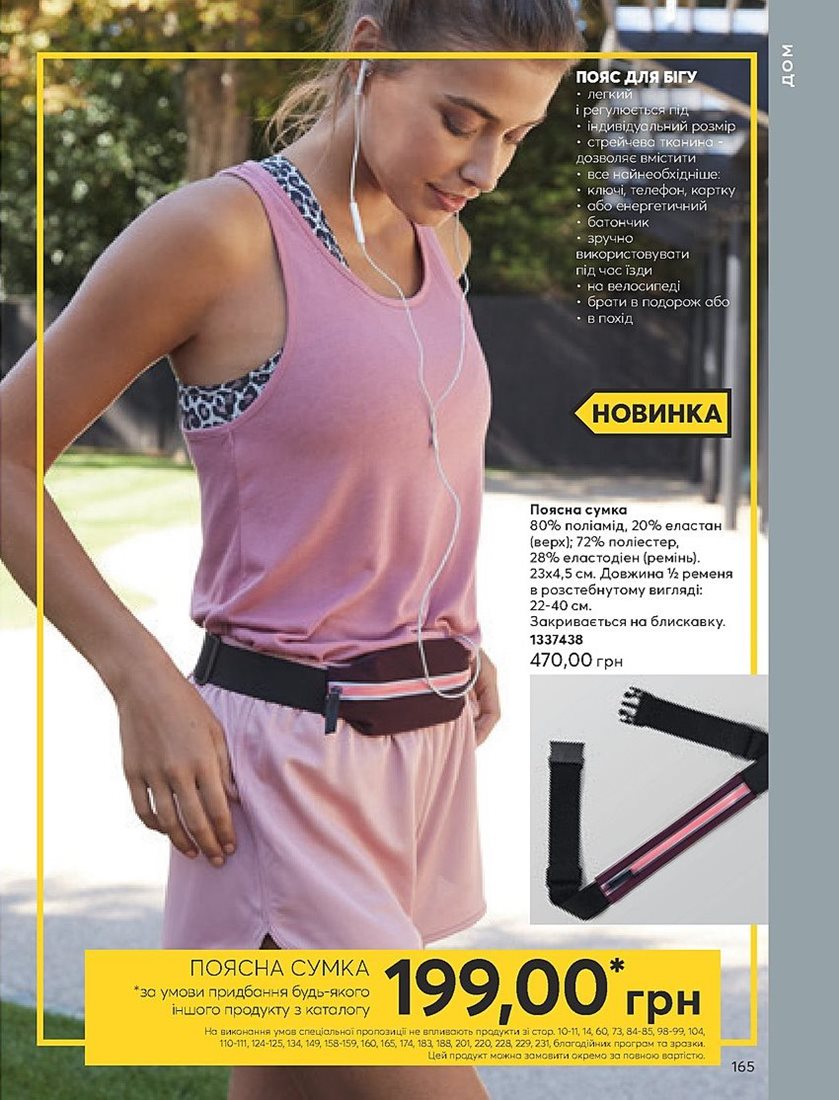 ДОМ
ПОЯС ДЛЯ БІГУ
• легкий
і регулюється під
• індивідуальний розмір
• стрейчева тканина -
дозволяє вмістити
• все найнеобхідніше:
• ключі, телефон, картку
• або енергетичний
• батончик
• зручно
використовувати
під час їзди
• на велосипеді
• брати в подорож або
• в похід
НОВИНКА
Поясна сумка
80% поліамід, 20% еластан
(верх); 72% поліестер,
28% еластодіен (ремінь).
23х4,5 см. Довжина ½ ременя
в розстебнутому вигляді:
22-40 см.
Закривається на блискавку.
1337438
470,00 грн
ПОЯСНА СУМКА
*за умови придбання будь-якого
іншого продукту з каталогу
199,00* грн
На виконання умов спеціальної пропозиції не впливають продукти зі стор. 10-11, 14, 60, 73, 84-85, 98-99, 104,
110-111, 124-125, 134, 149, 158-159, 160, 165, 174, 183, 188, 201, 220, 228, 229, 231, благодійних програм та зразки.
Цей продукт можна замовити окремо за повною вартістю.
165